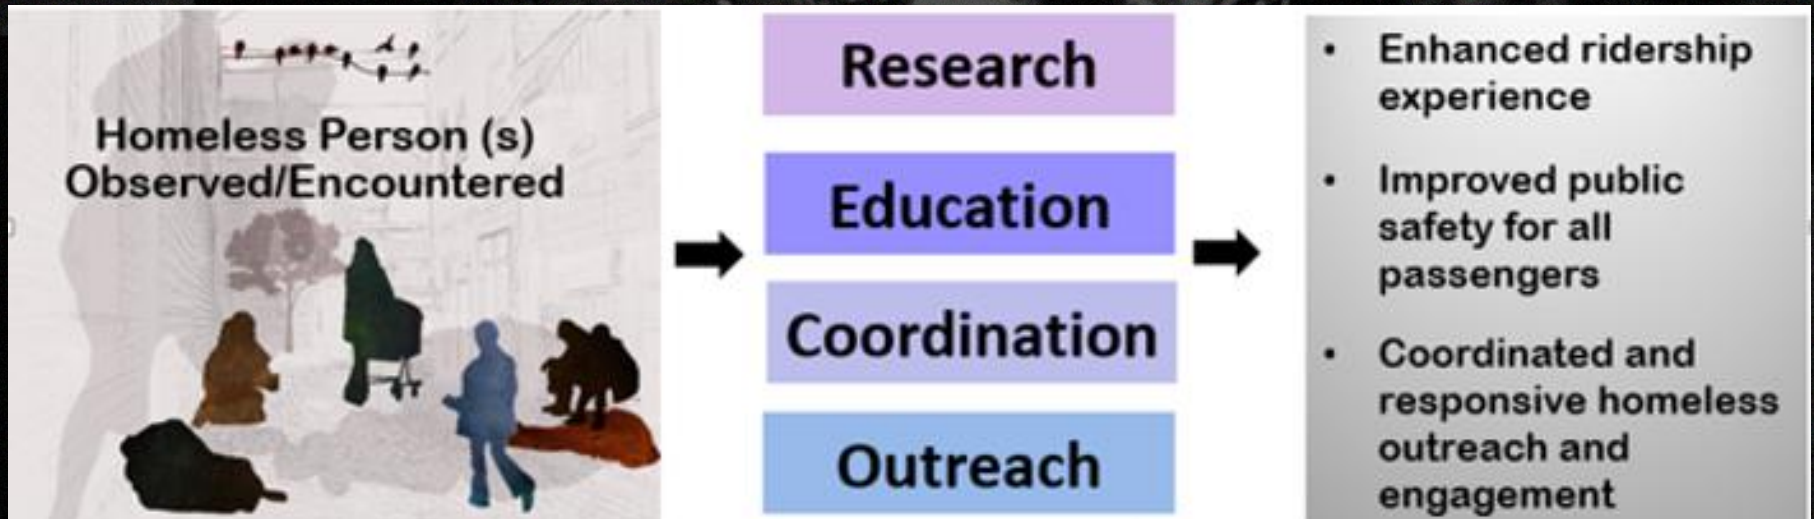 Homeless Person (s)
Observed/Encountered
Research
Education
Coordination
Outreach
• Enhanced ridership
experience
• Improved public
safety for all
passengers
• Coordinated and
responsive homeless
outreach and
engagement